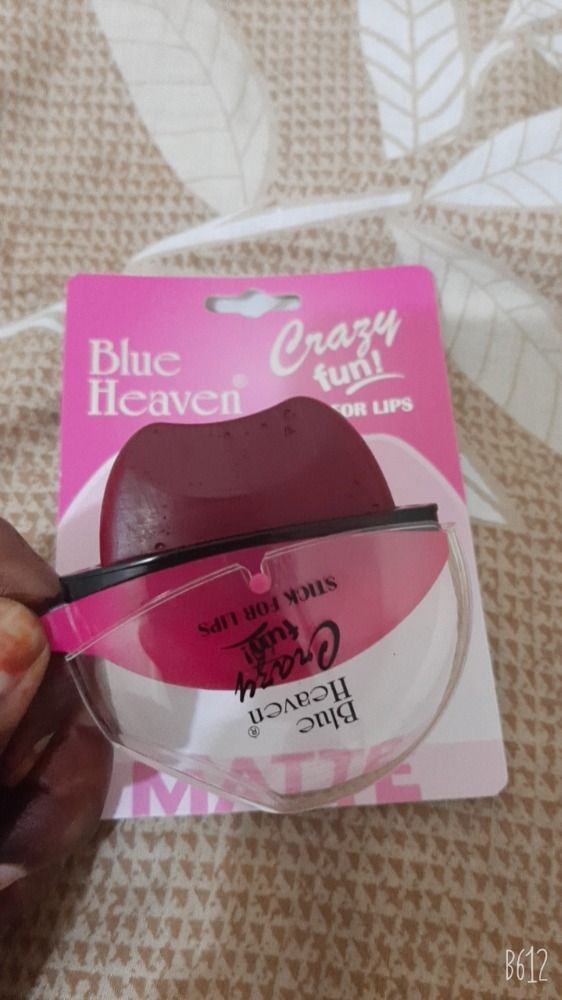 Blue
Heaven®
Crazy
fun!
FOR LIPS
STICK FOR LIPS
Crazy
fun!
Blue
Heaven®
MATTE
B612